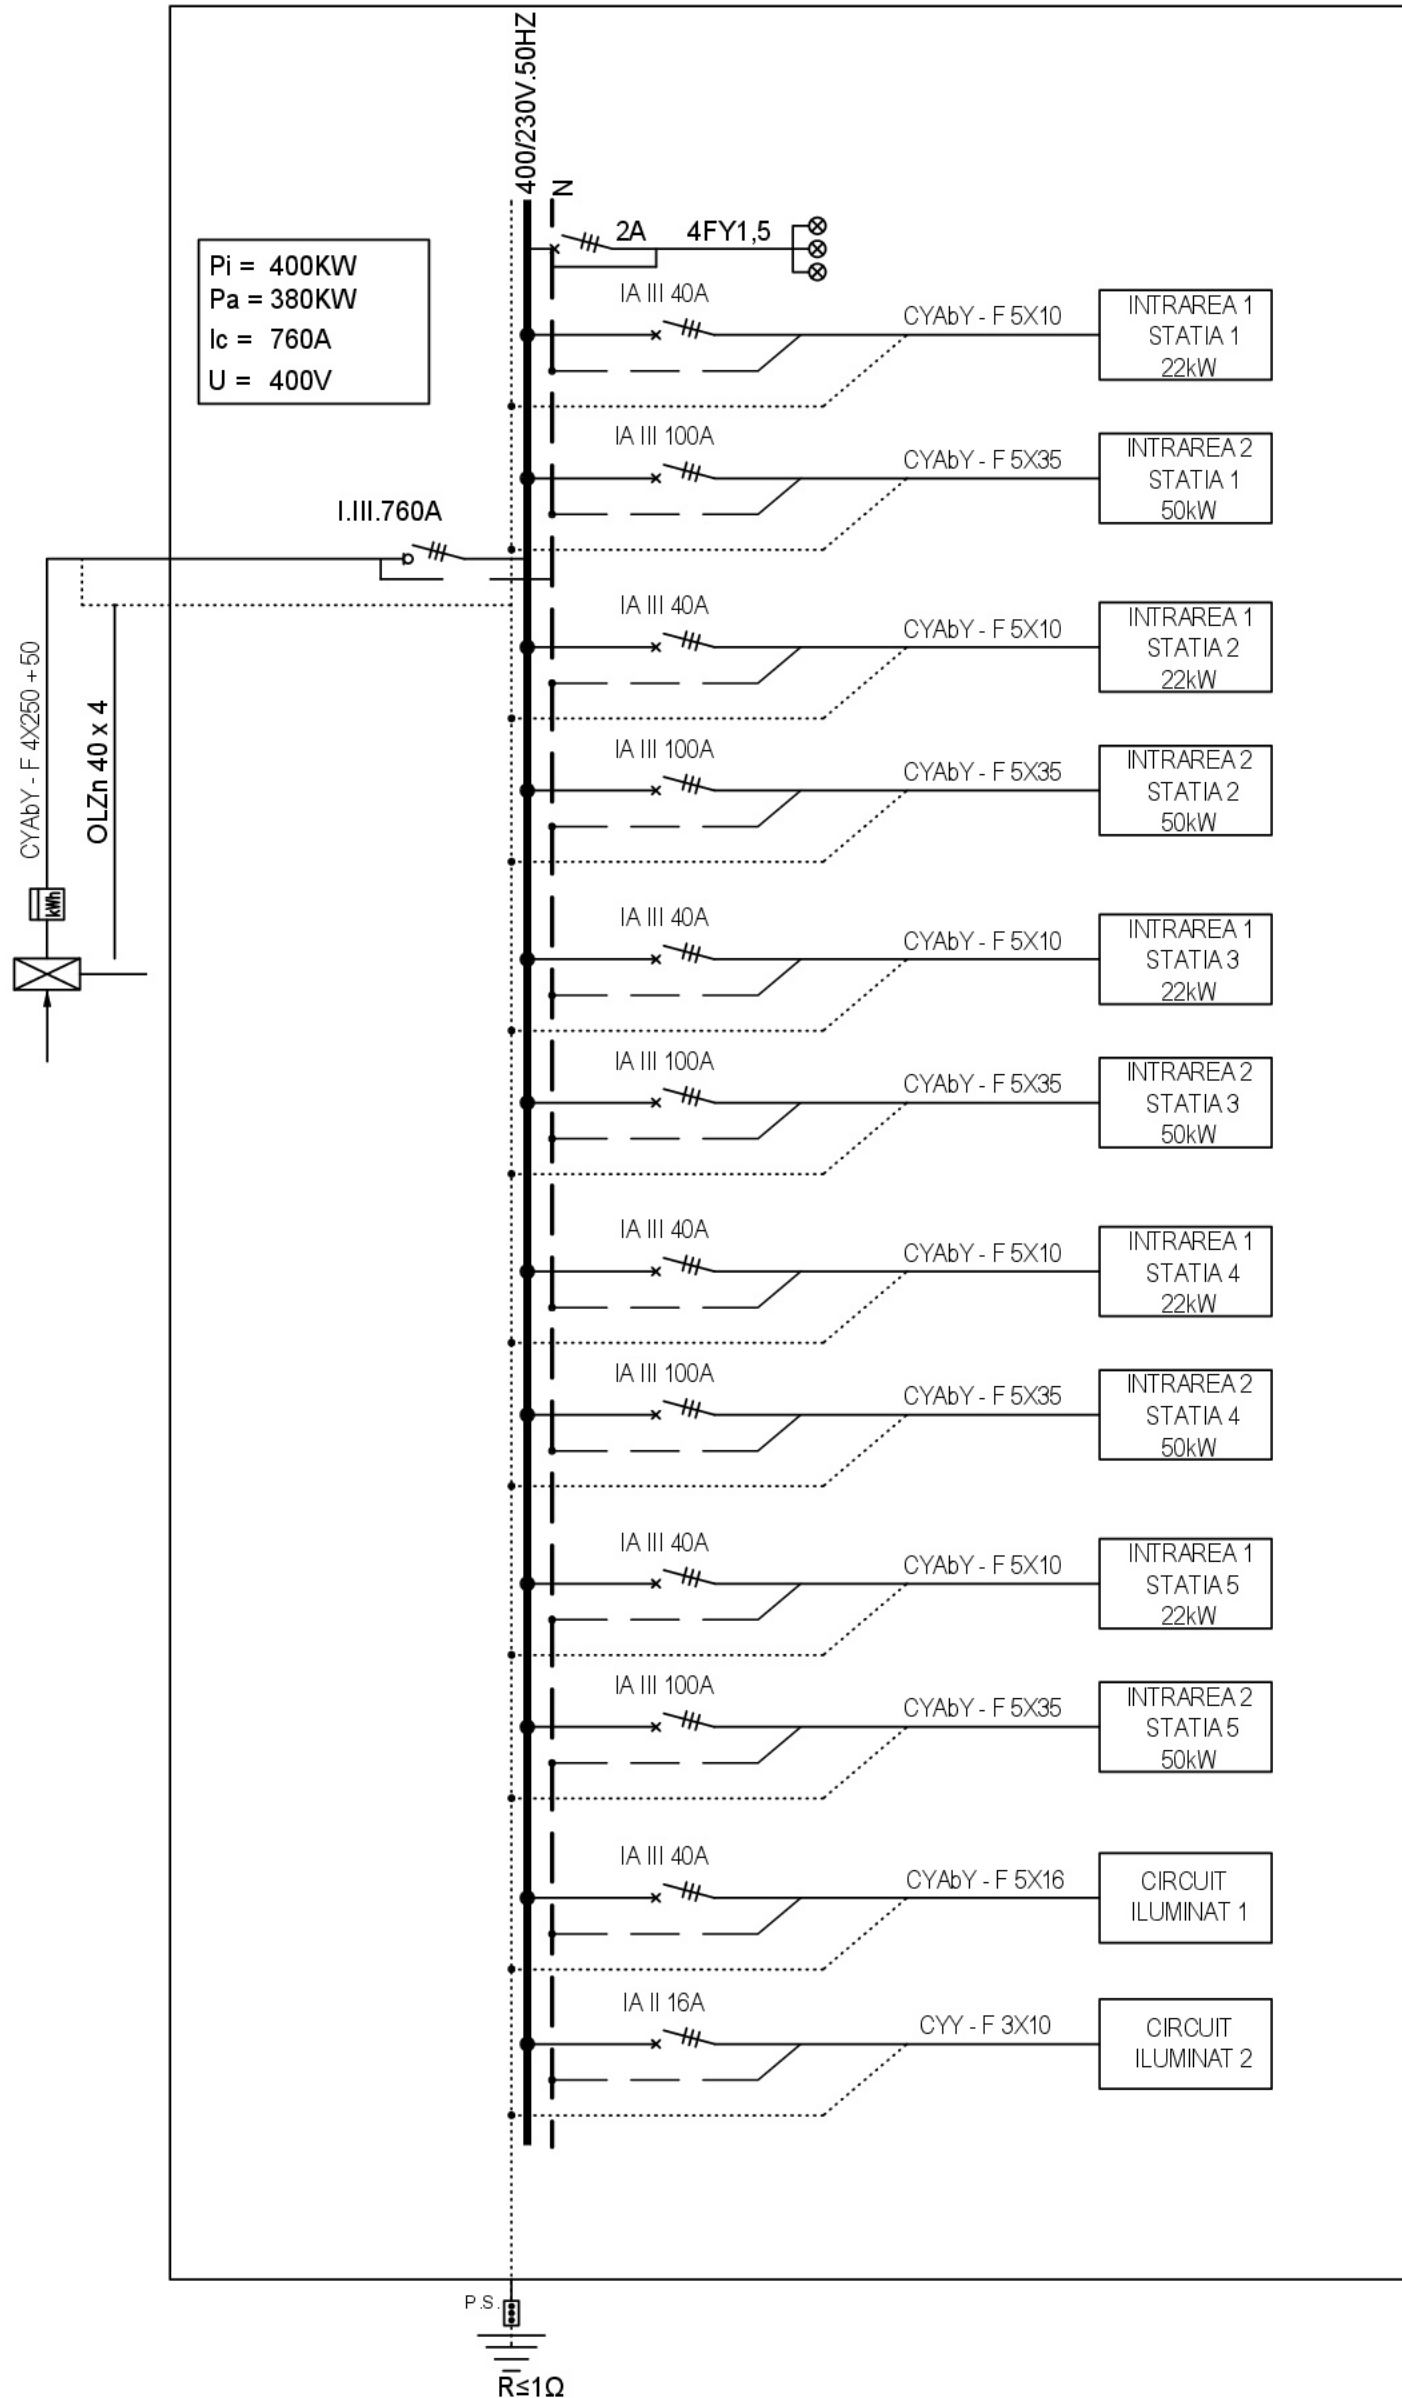 400/230V.50HZ
N
2A
4FY1,5
Pi = 400KW
Pa = 380KW
Ic = 760A
U = 400V
IA III 40A
CYAbY - F 5X10
INTRAREA 1
STATIA 1
22kW
IA III 100A
CYAbY - F 5X35
INTRAREA 2
STATIA 1
50kW
I.III.760A
IA III 40A
CYAbY - F 5X10
INTRAREA 1
STATIA 2
22kW
CYAbY - F 4X250 +50
OLZn 40 x 4
kWh
IA III 100A
CYAbY - F 5X35
INTRAREA 2
STATIA 2
50kW
IA III 40A
CYAbY - F 5X10
INTRAREA 1
STATIA 3
22kW
IA III 100A
CYAbY - F 5X35
INTRAREA 2
STATIA 3
50kW
IA III 40A
CYAbY - F 5X10
INTRAREA 1
STATIA 4
22kW
IA III 100A
CYAbY - F 5X35
INTRAREA 2
STATIA 4
50kW
IA III 40A
CYAbY - F 5X10
INTRAREA 1
STATIA 5
22kW
IA III 100A
CYAbY - F 5X35
INTRAREA 2
STATIA 5
50kW
IA III 40A
CYAbY - F 5X16
CIRCUIT
ILUMINAT 1
IA II 16A
CYY - F 3X10
CIRCUIT
ILUMINAT 2
P.S.
R≤1Ω